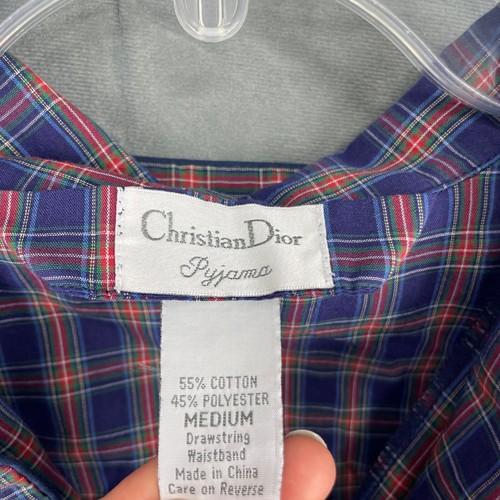 Christian Dior
Pyjama
55% COTTON
45% POLYESTER
MEDIUM
Drawstring
Waistband
Made in China
Care on Reverse